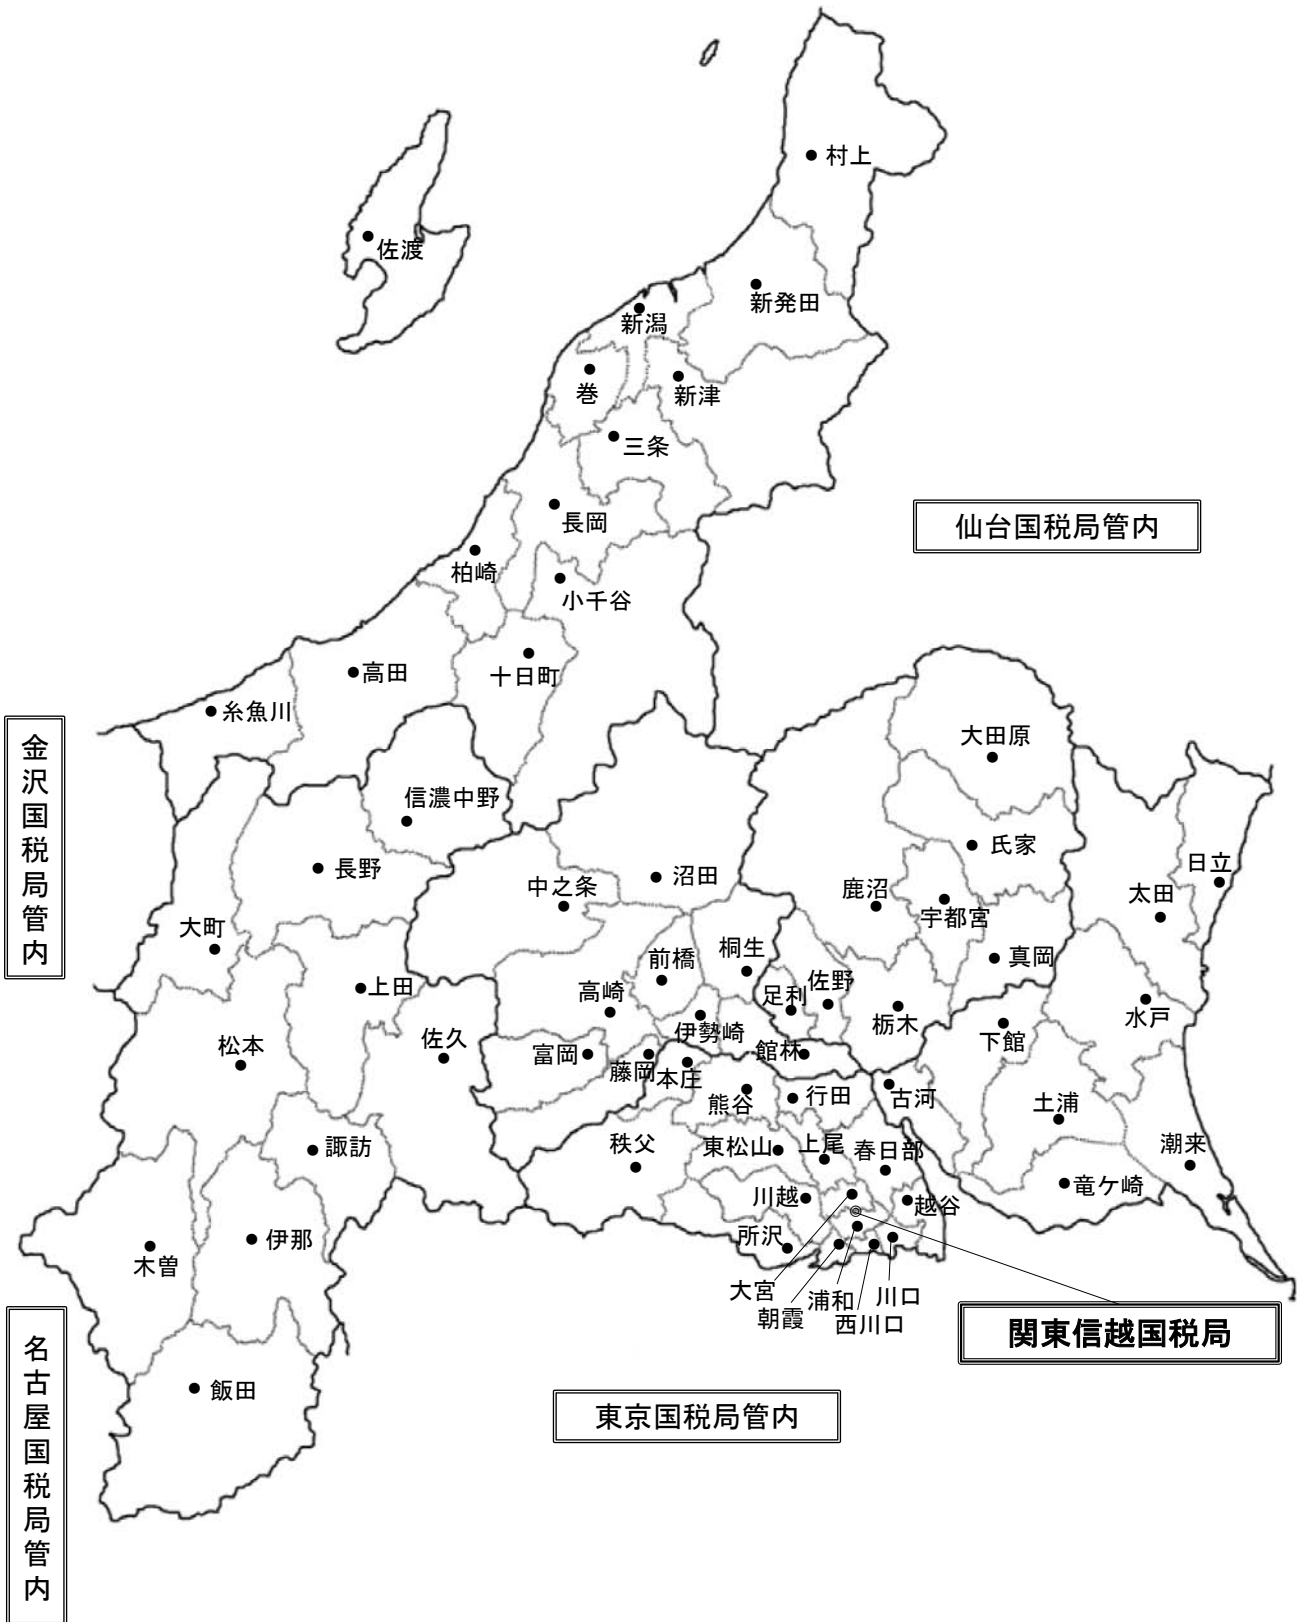 村上
佐渡
新発田
新潟
巻
新津
三条
長岡
仙台国税局管内
柏崎
小千谷
十日町
高田
糸魚川
金沢国税局管内
大田原
信濃中野
氏家
長野
沼田
中之条
鹿沼
宇都宮
日立
太田
大町
桐生
前橋
真岡
上田
高崎
足利
佐野
栃木
水戸
伊勢崎
下館
松本
佐久
富岡
藤岡
本庄
館林
熊谷
行田
古河
土浦
諏訪
秩父
東松山
上尾
春日部
潮来
竜ケ崎
川越
越谷
所沢
木曽
伊那
大宮
朝霞
浦和
西川口
川口
関東信越国税局
名古屋国税局管内
飯田
東京国税局管内